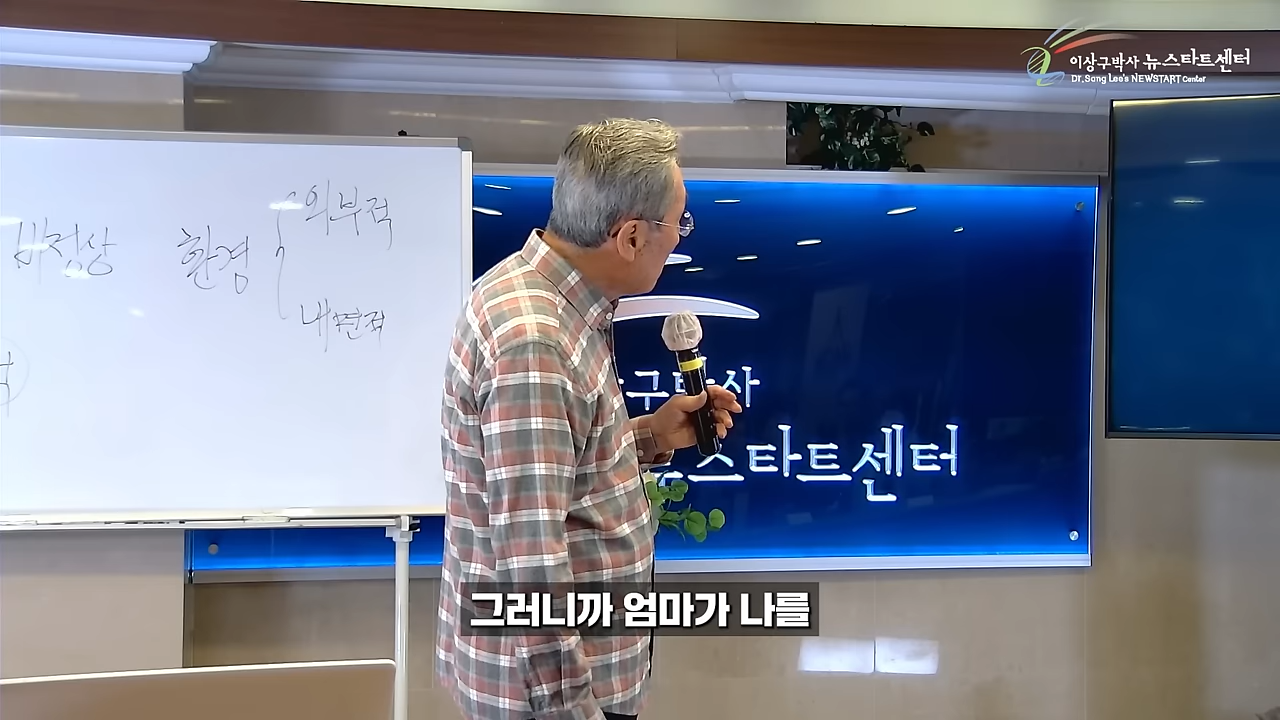 이상구박사 뉴스타트센터
Dr. Sang Lee's NEWSTART Center
외부적
비정상 환경
내면적
구박사
뉴스타트센터
그러니까 엄마가 나를